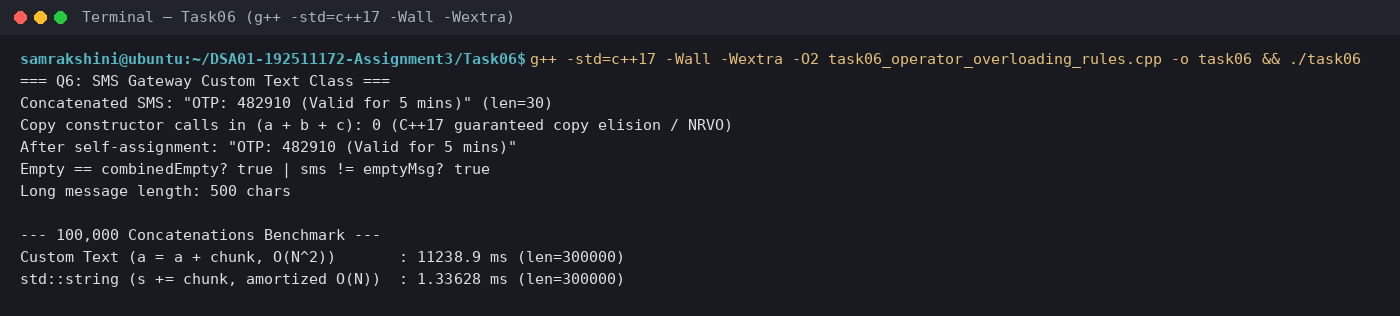 Terminal — Task06 (g++ -std=c++17 -Wall -Wextra)
samrakshini@ubuntu:~/DSA01-192511172-Assignment3/Task06$ g++ -std=c++17 -Wall -Wextra -O2 task06_operator_overloading_rules.cpp -o task06 && ./task06
=== Q6: SMS Gateway Custom Text Class ===
Concatenated SMS: "OTP: 482910 (Valid for 5 mins)" (len=30)
Copy constructor calls in (a + b + c): 0 (C++17 guaranteed copy elision / NRVO)
After self-assignment: "OTP: 482910 (Valid for 5 mins)"
Empty == combinedEmpty? true | sms != emptyMsg? true
Long message length: 500 chars
--- 100,000 Concatenations Benchmark ---
Custom Text (a = a + chunk, O(N^2))       : 11238.9 ms (len=300000)
std::string (s += chunk, amortized O(N))  : 1.33628 ms (len=300000)